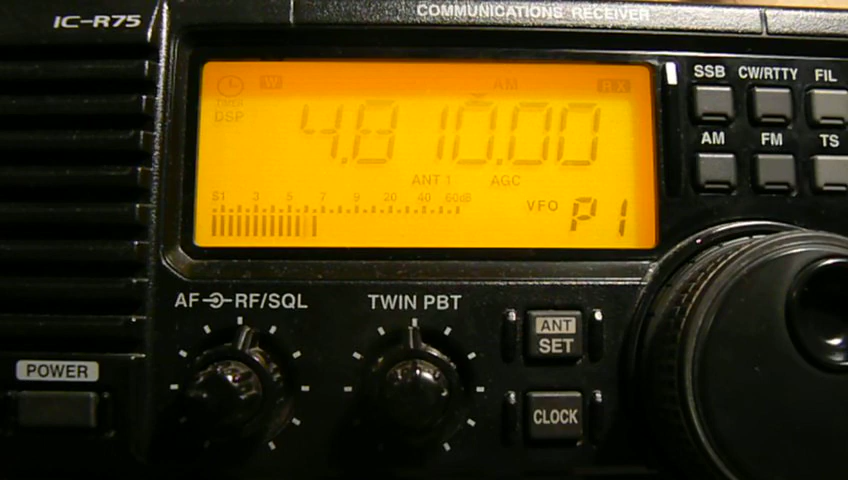 IC-R75
COMMUNICATIONS RECEIVER
W AM RX
TIMER
DSP
4.810.00
ANT 1 AGC
S1 3 5 7 9 20 40 60dB
VFO P1
SSB CW/RTTY FIL
AM FM TS
AF RF/SQL
TWIN PBT
ANT
SET
POWER
CLOCK